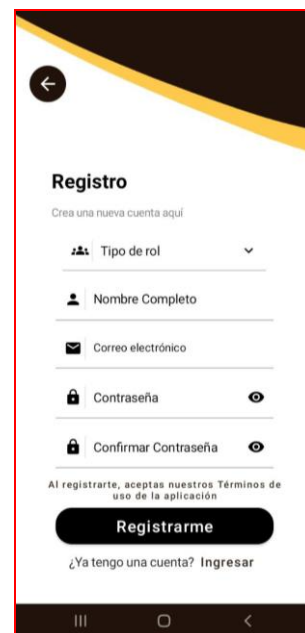 Registro
Crea una nueva cuenta aquí
Tipo de rol
Nombre Completo
Correo electrónico
Contraseña
Confirmar Contraseña
Al registrarte, aceptas nuestros Términos de
uso de la aplicación
Registrarme
¿Ya tengo una cuenta? Ingresar